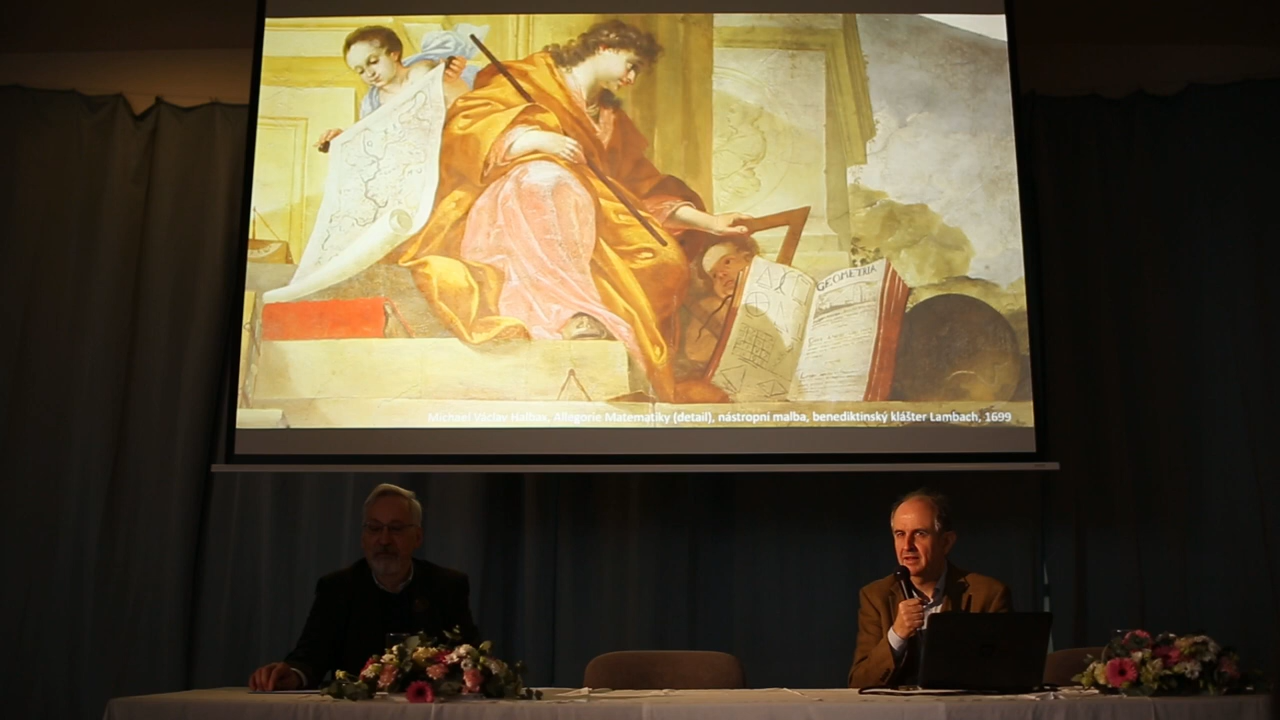 GEOMETRIA
Michael Václav Halbax, Allegorie Matematiky (detail), nástropní malba, benediktinský klášter Lambach, 1699